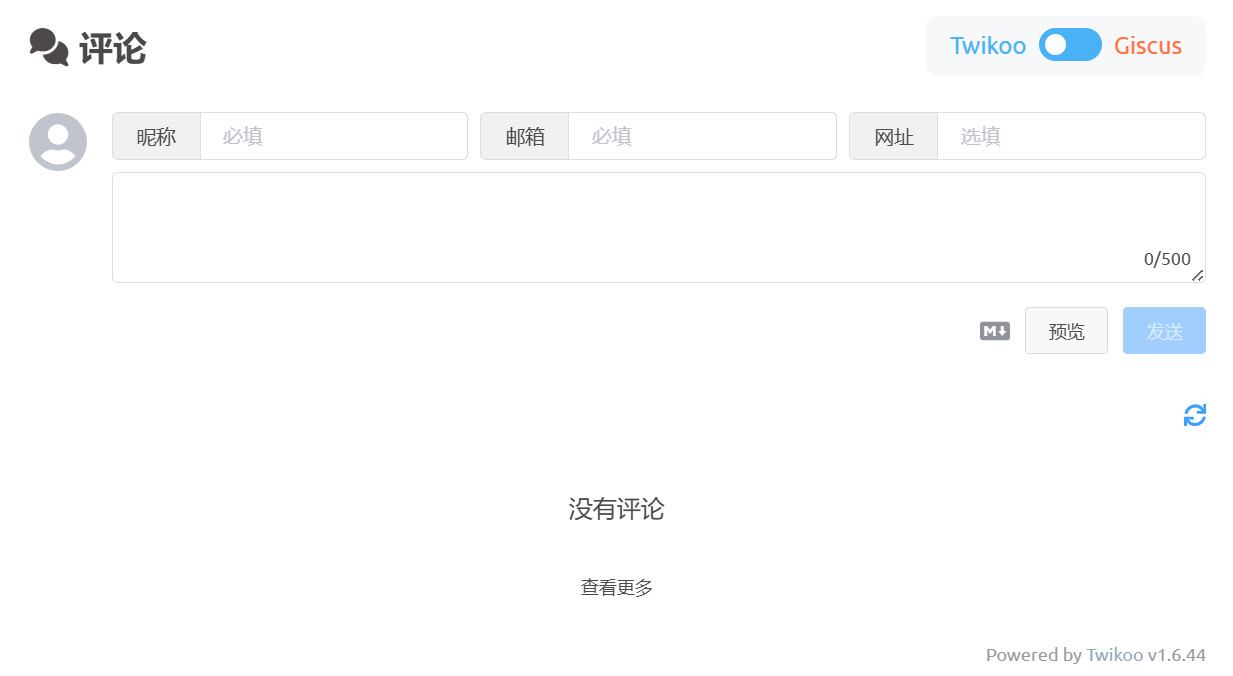 评论
Twikoo Giscus
昵称 必填 邮箱 必填 网址 选填
0/500
M 预览 发送
没有评论
查看更多
Powered by Twikoo v1.6.44